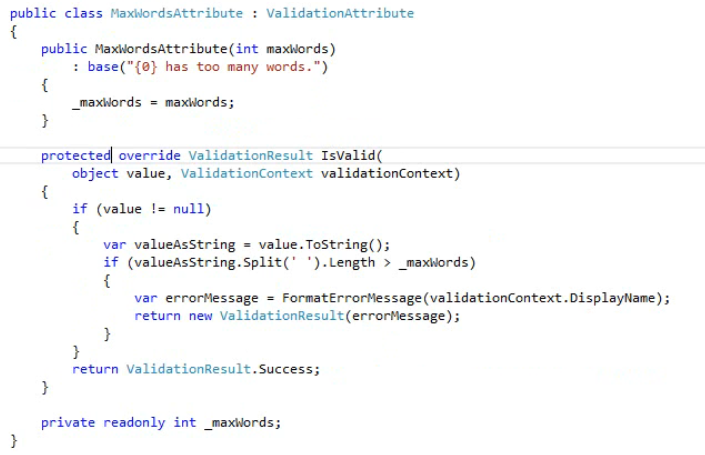 public class MaxWordsAttribute : ValidationAttribute
{
    public MaxWordsAttribute(int maxWords)
        : base("{0} has too many words.")
    {
        _maxWords = maxWords;
    }

    protected override ValidationResult IsValid(
        object value, ValidationContext validationContext)
    {
        if (value != null)
        {
            var valueAsString = value.ToString();
            if (valueAsString.Split(' ').Length > _maxWords)
            {
                var errorMessage = FormatErrorMessage(validationContext.DisplayName);
                return new ValidationResult(errorMessage);
            }
        }
        return ValidationResult.Success;
    }

    private readonly int _maxWords;
}